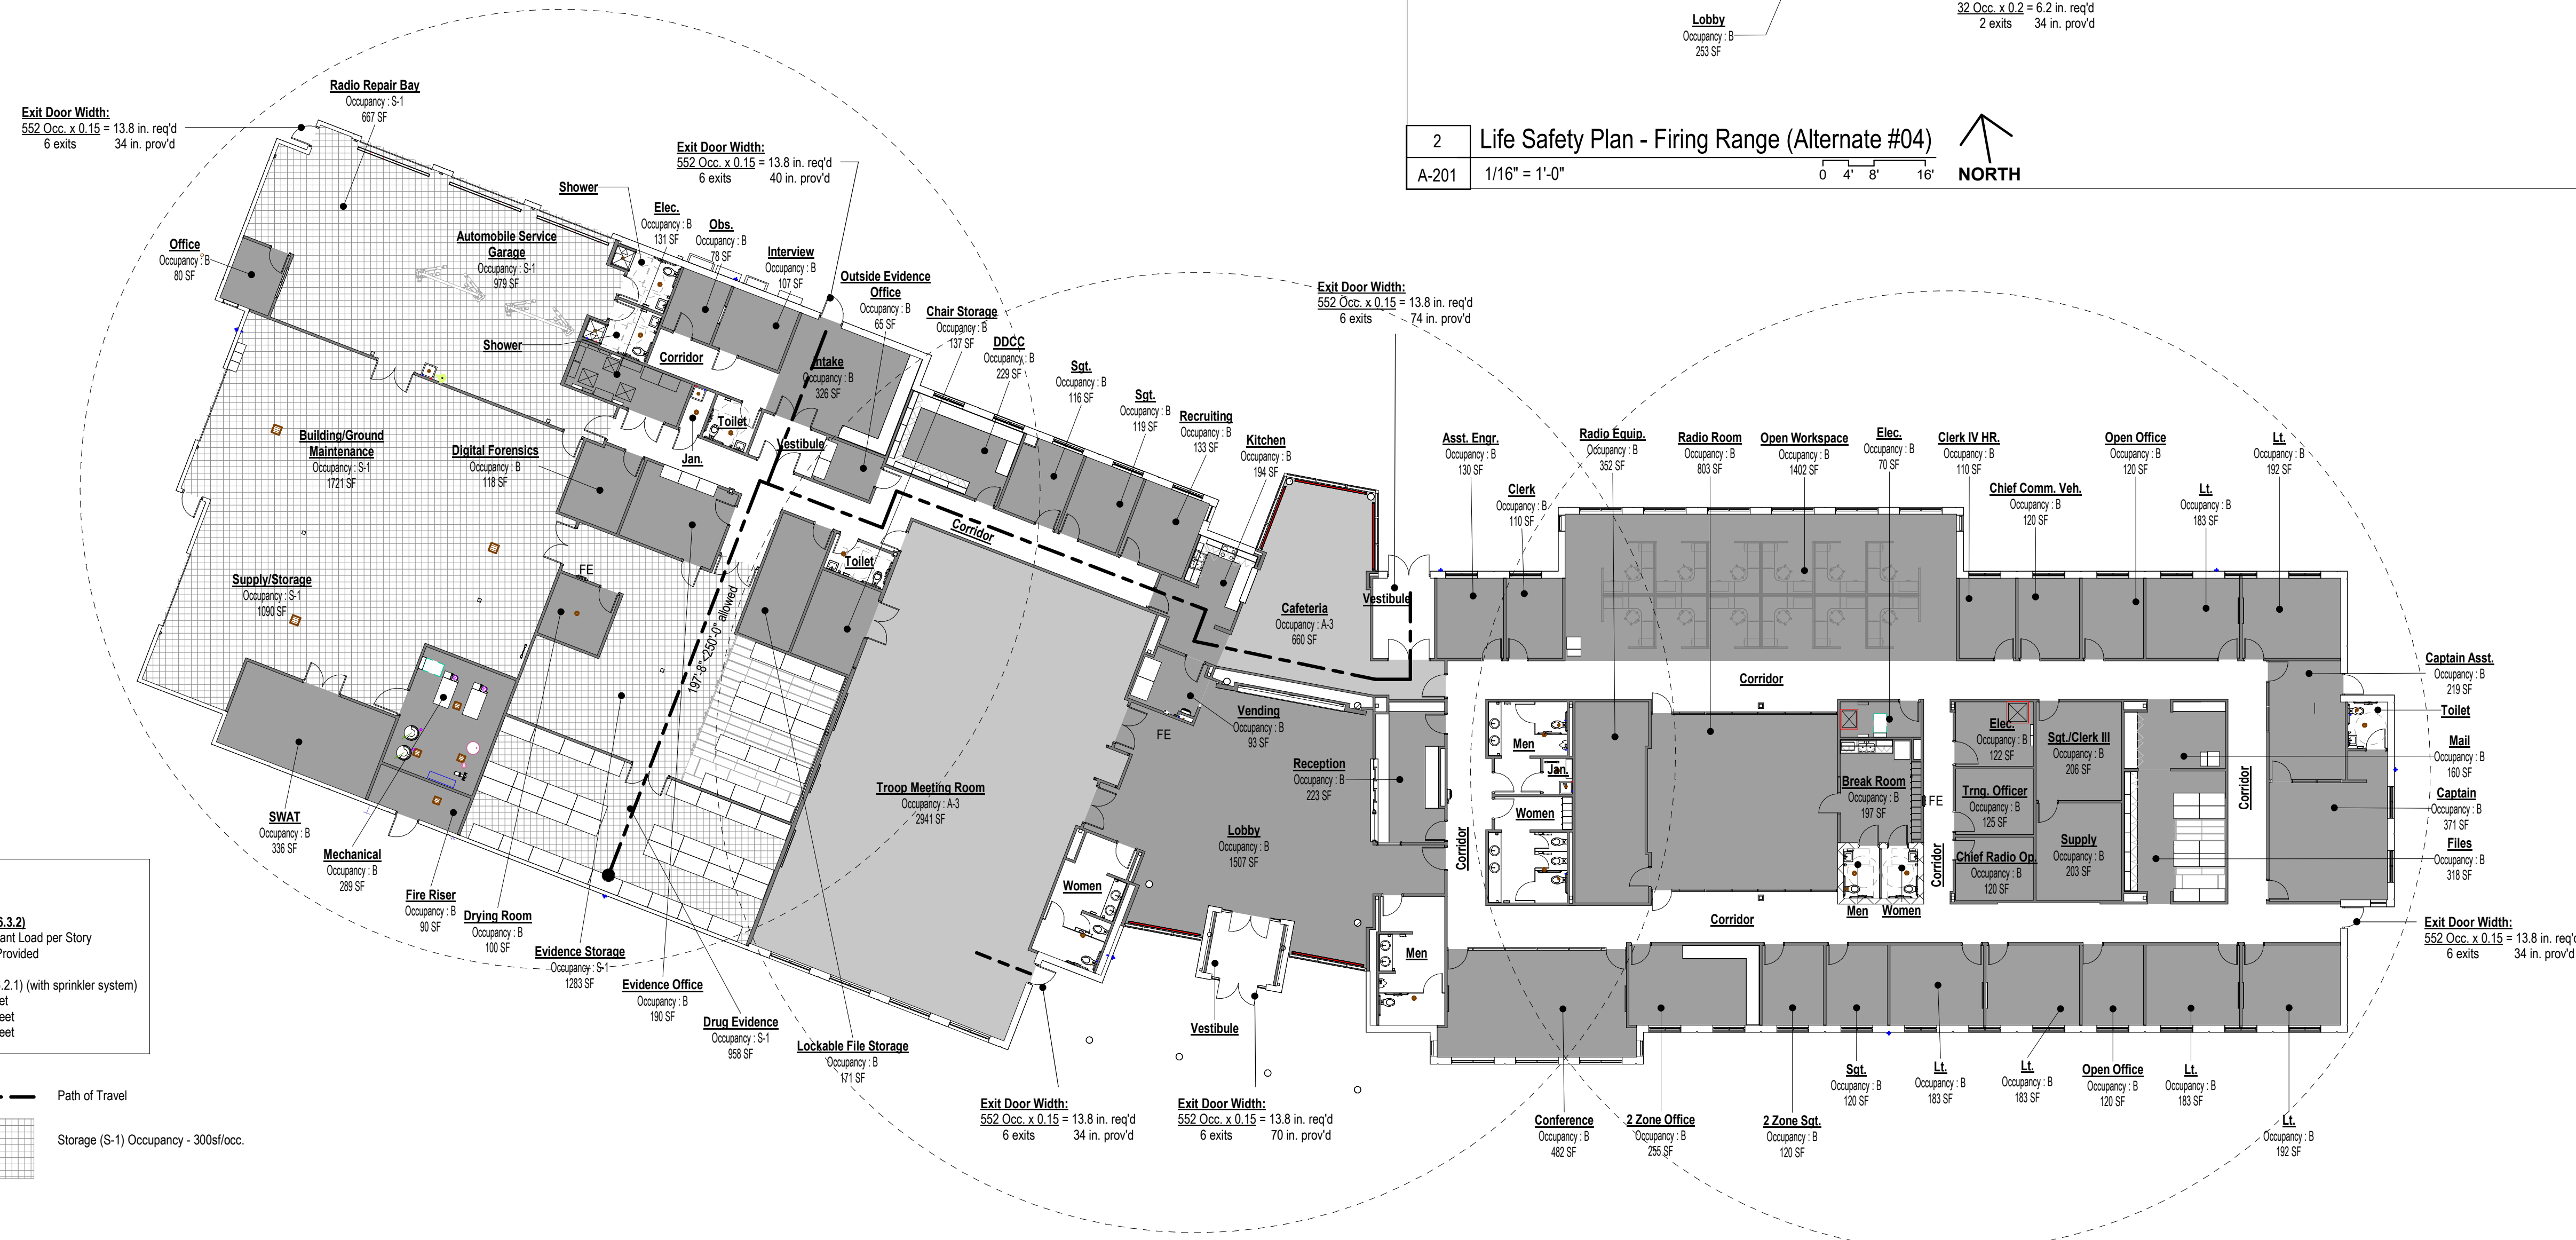 Lobby
Occupancy : B
253 SF
32 Occ. x 0.2 = 6.2 in. req'd
2 exits 34 in. prov'd
2
Life Safety Plan - Firing Range (Alternate #04)
A-201
1/16" = 1'-0"
0 4' 8' 16'
NORTH
Exit Door Width:
552 Occ. x 0.15 = 13.8 in. req'd
6 exits 34 in. prov'd
Radio Repair Bay
Occupancy : S-1
667 SF
Exit Door Width:
552 Occ. x 0.15 = 13.8 in. req'd
6 exits 40 in. prov'd
Shower
Elec.
Occupancy : B
131 SF
Obs.
Occupancy : B
78 SF
Interview
Occupancy : B
107 SF
Office
Occupancy : B
80 SF
Automobile Service
Garage
Occupancy : S-1
979 SF
Outside Evidence
Office
Occupancy : B
65 SF
Chair Storage
Occupancy : B
137 SF
DDCC
Occupancy : B
229 SF
Exit Door Width:
552 Occ. x 0.15 = 13.8 in. req'd
6 exits 74 in. prov'd
Shower
Corridor
Intake
Occupancy : B
326 SF
Sgt.
Occupancy : B
116 SF
Sgt.
Occupancy : B
119 SF
Recruiting
Occupancy : B
133 SF
Kitchen
Occupancy : B
194 SF
Toilet
Vestibule
Jan.
Building/Ground
Maintenance
Occupancy : S-1
1721 SF
Digital Forensics
Occupancy : B
118 SF
Asst. Engr.
Occupancy : B
130 SF
Clerk
Occupancy : B
110 SF
Radio Equip.
Occupancy : B
352 SF
Radio Room
Occupancy : B
803 SF
Open Workspace
Occupancy : B
1402 SF
Elec.
Occupancy : B
70 SF
Clerk IV HR.
Occupancy : B
110 SF
Chief Comm. Veh.
Occupancy : B
120 SF
Open Office
Occupancy : B
120 SF
Lt.
Occupancy : B
183 SF
Lt.
Occupancy : B
192 SF
Corridor
Toilet
FE
Supply/Storage
Occupancy : S-1
1090 SF
197'-8"<250'-0" allowed
Cafeteria
Occupancy : A-3
660 SF
Vestibule
Corridor
Captain Asst.
Occupancy : B
219 SF
Toilet
Vending
Occupancy : B
93 SF
FE
Men
Elec.
Occupancy : B
122 SF
Sgt./Clerk III
Occupancy : B
206 SF
Mail
Occupancy : B
160 SF
Reception
Occupancy : B
223 SF
Jan.
Break Room
Occupancy : B
197 SF
FE
Trng. Officer
Occupancy : B
125 SF
Corridor
Captain
Occupancy : B
371 SF
Troop Meeting Room
Occupancy : A-3
2941 SF
Women
Lobby
Occupancy : B
1507 SF
Corridor
Corridor
Chief Radio Op.
Occupancy : B
120 SF
Supply
Occupancy : B
203 SF
Files
Occupancy : B
318 SF
SWAT
Occupancy : B
336 SF
Mechanical
Occupancy : B
289 SF
Fire Riser
Occupancy : B
90 SF
Drying Room
Occupancy : B
100 SF
Evidence Storage
Occupancy : S-1
1283 SF
Evidence Office
Occupancy : B
190 SF
Drug Evidence
Occupancy : S-1
958 SF
Lockable File Storage
Occupancy : B
171 SF
Women
Men
Men
Women
Corridor
Vestibule
Exit Door Width:
552 Occ. x 0.15 = 13.8 in. req'd
6 exits 34 in. prov'd
6.3.2)
ant Load per Story
Provided
.2.1) (with sprinkler system)
eet
eet
eet
Path of Travel
Storage (S-1) Occupancy - 300sf/occ.
Exit Door Width:
552 Occ. x 0.15 = 13.8 in. req'd
6 exits 34 in. prov'd
Exit Door Width:
552 Occ. x 0.15 = 13.8 in. req'd
6 exits 70 in. prov'd
Conference
Occupancy : B
482 SF
2 Zone Office
Occupancy : B
255 SF
2 Zone Sgt.
Occupancy : B
120 SF
Sgt.
Occupancy : B
120 SF
Lt.
Occupancy : B
183 SF
Lt.
Occupancy : B
183 SF
Open Office
Occupancy : B
120 SF
Lt.
Occupancy : B
183 SF
Lt.
Occupancy : B
192 SF